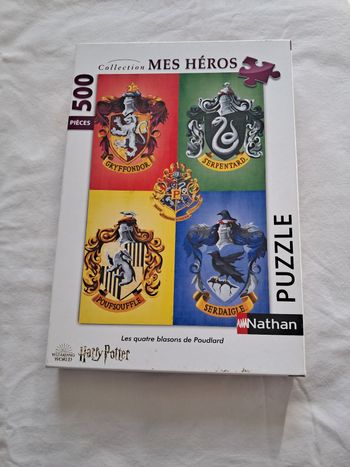 Collection MES HÉROS
500
PIÈCES
GRYFFONDOR
SERPENTARD
P
POUFSOUFFLE
SERDAIGLE
PUZZLE
Nathan
Les quatre blasons de Poudlard
WIZARDING
WORLD
Harry Potter